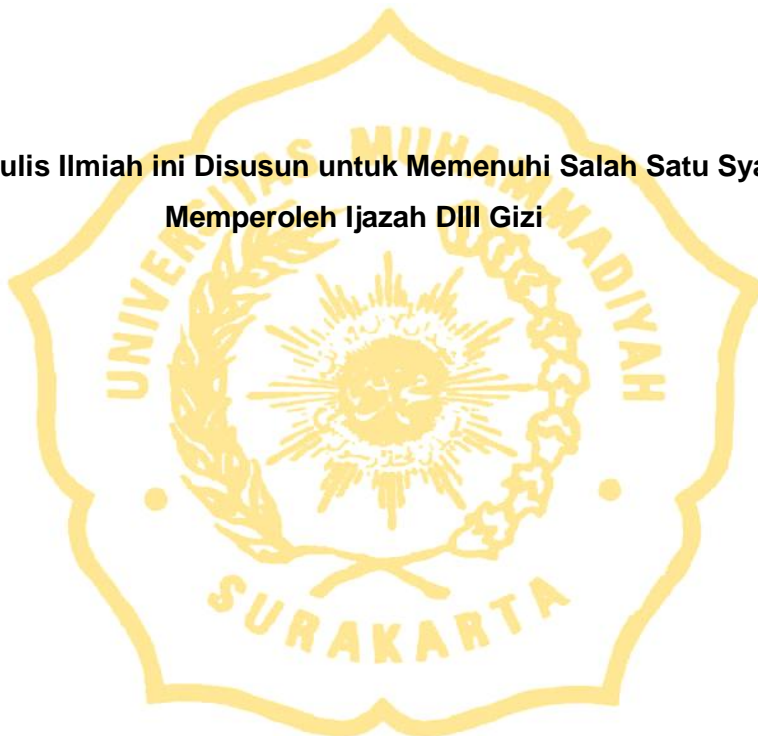 ulis Ilmiah ini Disusun untuk Memenuhi Salah Satu Sya
Memperoleh Ijazah DIII Gizi
UNIVERSITAS MUHAMMADIYAH
SURAKARTA